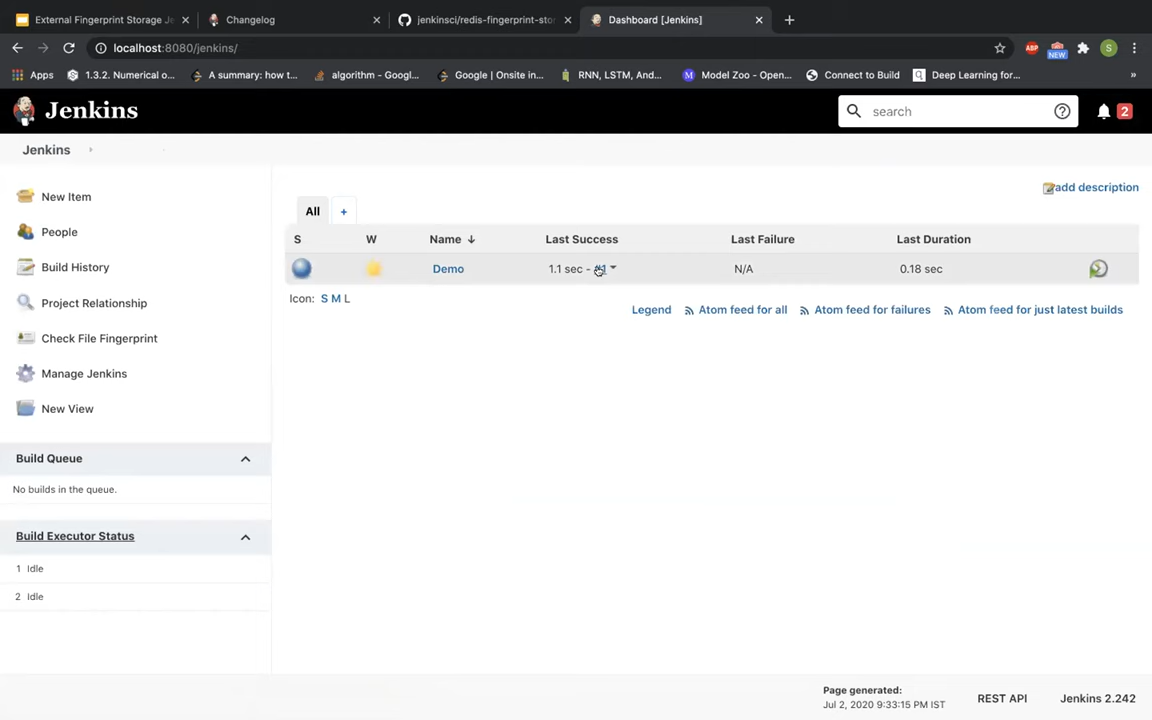 External Fingerprint Storage Je
Changelog
jenkinsci/redis-fingerprint-sto
Dashboard [Jenkins]
localhost:8080/jenkins/
ABP
NEW
S
Apps
1.3.2. Numerical o...
A summary: how t...
algorithm - Googl...
Google | Onsite in...
RNN, LSTM, And...
Model Zoo - Open...
Connect to Build
Deep Learning for...
»
Jenkins
search
2
Jenkins
New Item
People
Build History
Project Relationship
Check File Fingerprint
Manage Jenkins
New View
Build Queue
No builds in the queue.
Build Executor Status
1 Idle
2 Idle
add description
All +
S W Name ↓ Last Success Last Failure Last Duration
Demo 1.1 sec - #1 N/A 0.18 sec
Icon: S M L
Legend Atom feed for all Atom feed for failures Atom feed for just latest builds
Page generated:
Jul 2, 2020 9:33:15 PM IST
REST API
Jenkins 2.242